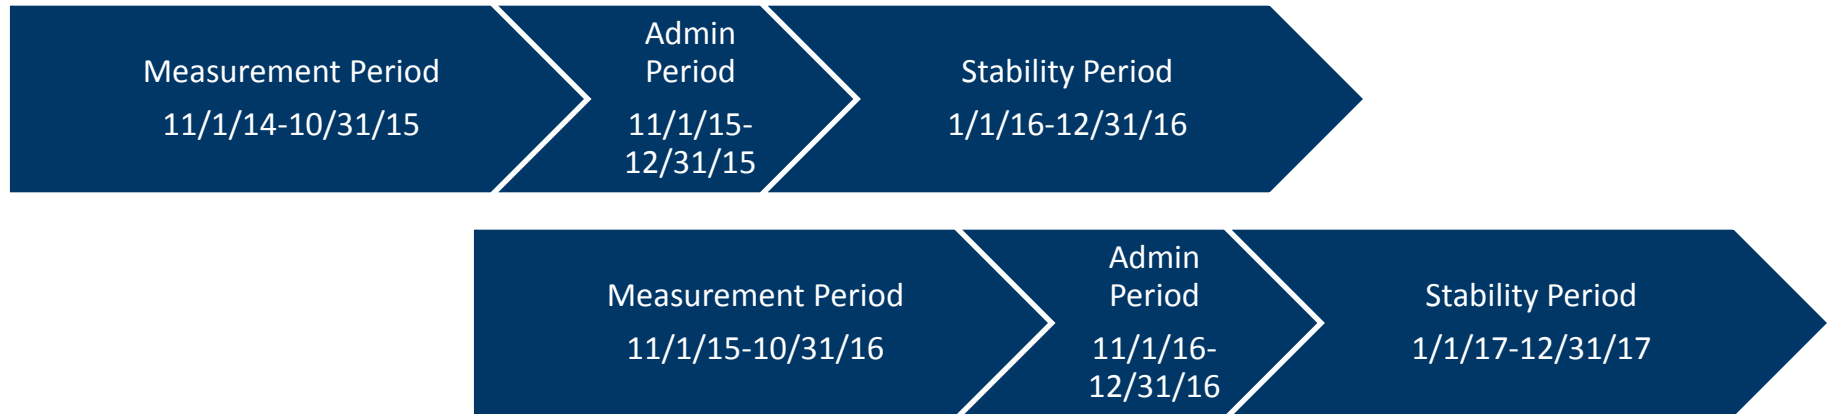 Measurement Period
11/1/14-10/31/15
Admin
Period
11/1/15-
12/31/15
Stability Period
1/1/16-12/31/16
Measurement Period
11/1/15-10/31/16
Admin
Period
11/1/16-
12/31/16
Stability Period
1/1/17-12/31/17